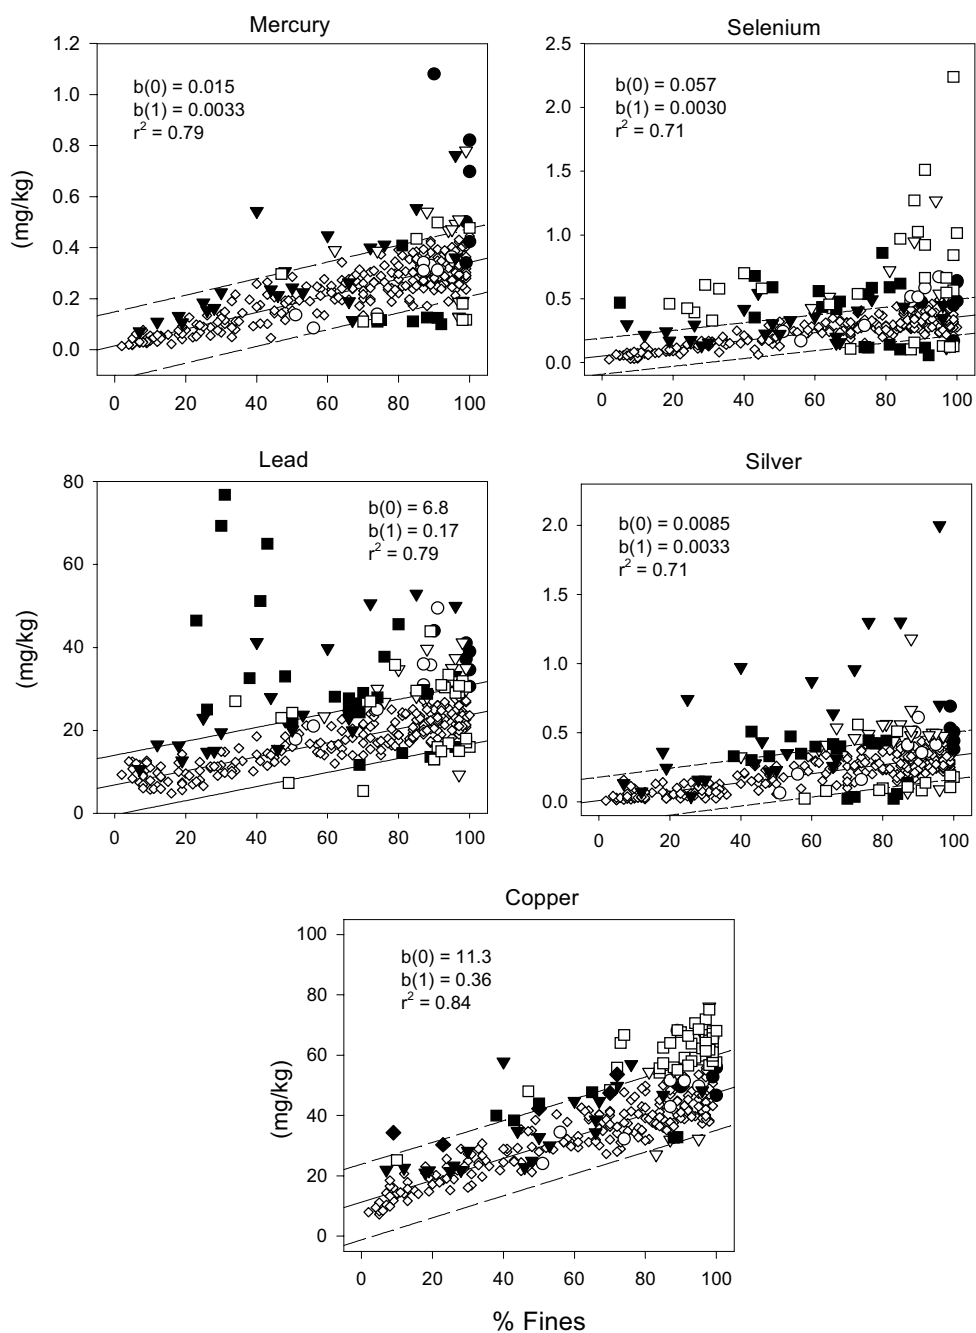 Mercury
1.2
1.0
0.8
0.6
0.4
0.2
0.0
(mg/kg)
b(0) = 0.015
b(1) = 0.0033
r² = 0.79
0 20 40 60 80 100
Selenium
2.5
2.0
1.5
1.0
0.5
0.0
b(0) = 0.057
b(1) = 0.0030
r² = 0.71
0 20 40 60 80 100
Lead
80
60
40
20
0
(mg/kg)
b(0) = 6.8
b(1) = 0.17
r² = 0.79
0 20 40 60 80 100
Silver
2.0
1.5
1.0
0.5
0.0
b(0) = 0.0085
b(1) = 0.0033
r² = 0.71
0 20 40 60 80 100
Copper
100
80
60
40
20
0
(mg/kg)
b(0) = 11.3
b(1) = 0.36
r² = 0.84
0 20 40 60 80 100
% Fines